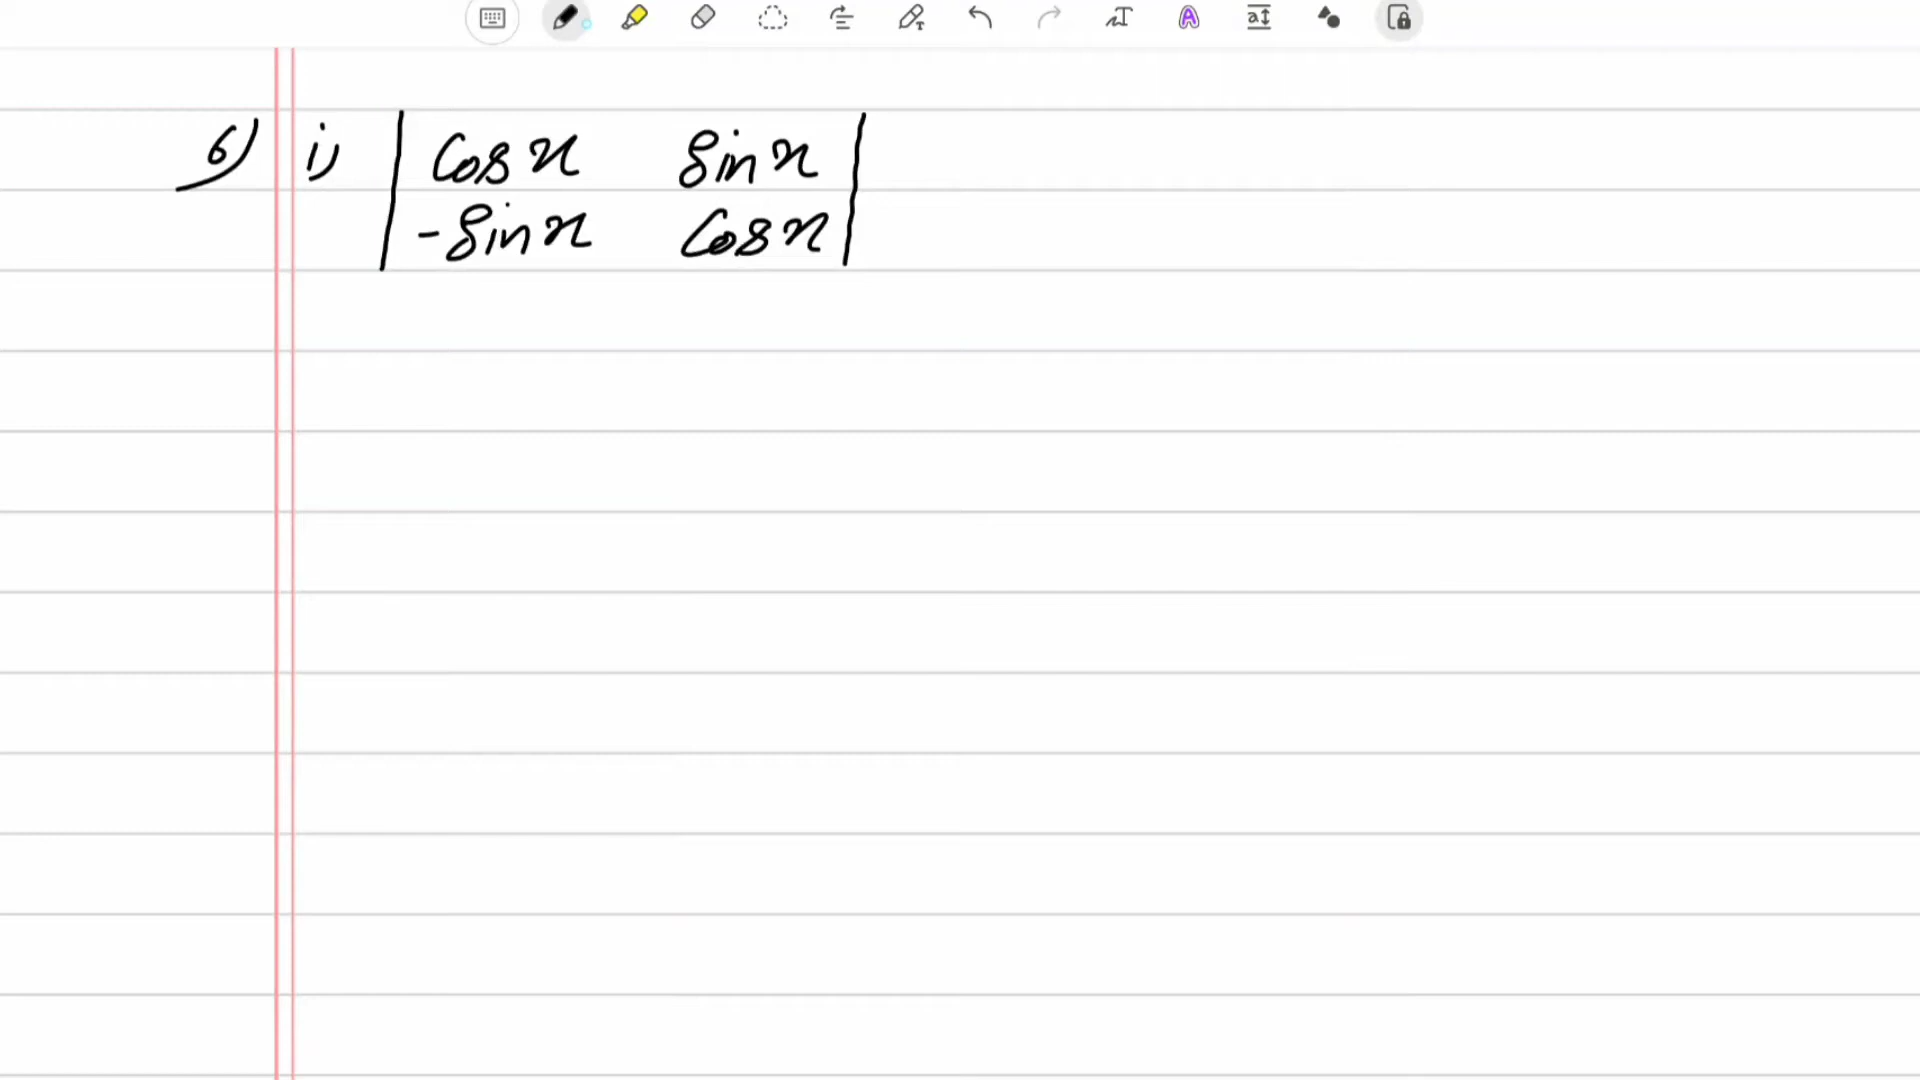 6) i) | Cos x sin x |
| -sin x Cos x |